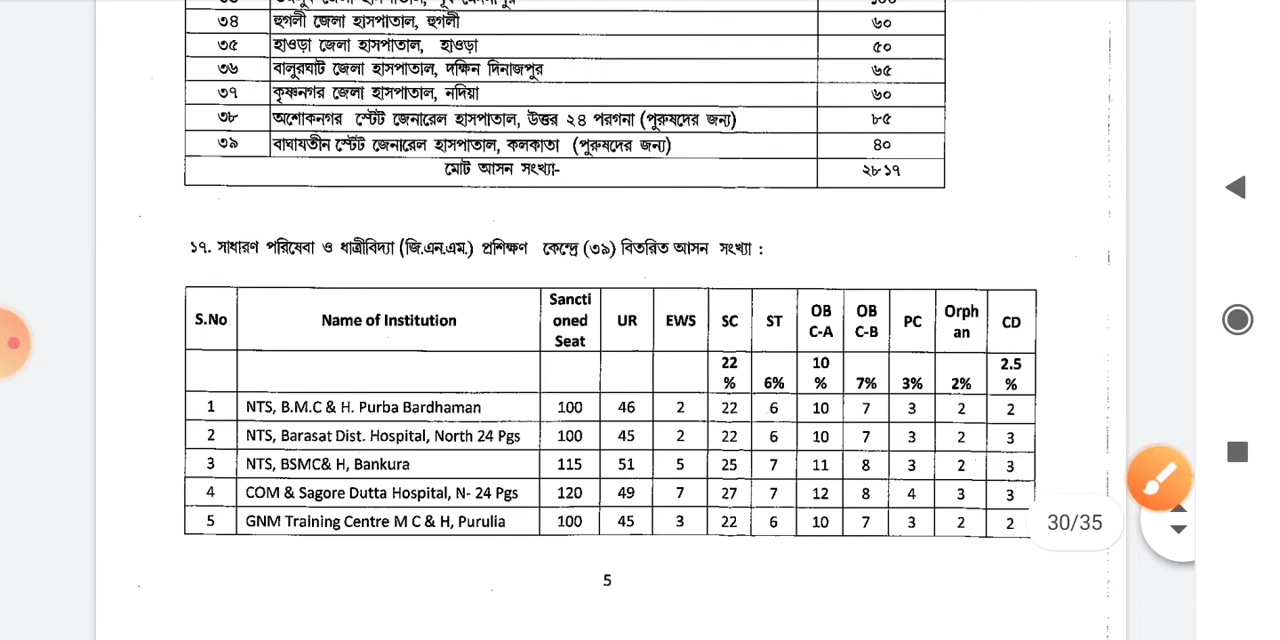 হুগলী জেলা হাসপাতাল, হুগলী
৩৪ ৬০
৩৫ হাওড়া জেলা হাসপাতাল, হাওড়া ৫০
৩৬ বালুরঘাট জেলা হাসপাতাল, দক্ষিন দিনাজপুর ৬৫
৩৭ কৃষ্ণনগর জেলা হাসপাতাল, নদিয়া ৬০
৩৮ অশোকনগর স্টেট জেনারেল হাসপাতাল, উত্তর ২৪ পরগনা (পুরুষদের জন্য) ৮৫
৩৯ বাঘাযতীন স্টেট জেনারেল হাসপাতাল, কলকাতা (পুরুষদের জন্য) ৪০
মোট আসন সংখ্যা- ২৮১৭
১৭. সাধারণ পরিষেবা ও ধাত্রীবিদ্যা (জি.এন.এম.) প্রশিক্ষণ কেন্দ্রে (৩৯) বিতরিত আসন সংখ্যা :
S.No Name of Institution Sancti oned Seat UR EWS SC ST OB C-A OB C-B PC Orph an CD
22 % 6% 10 % 7% 3% 2% 2.5 %
1 NTS, B.M.C & H. Purba Bardhaman 100 46 2 22 6 10 7 3 2 2
2 NTS, Barasat Dist. Hospital, North 24 Pgs 100 45 2 22 6 10 7 3 2 3
3 NTS, BSMC& H, Bankura 115 51 5 25 7 11 8 3 2 3
4 COM & Sagore Dutta Hospital, N- 24 Pgs 120 49 7 27 7 12 8 4 3 3
5 GNM Training Centre M C & H, Purulia 100 45 3 22 6 10 7 3 2 2
30/35
5